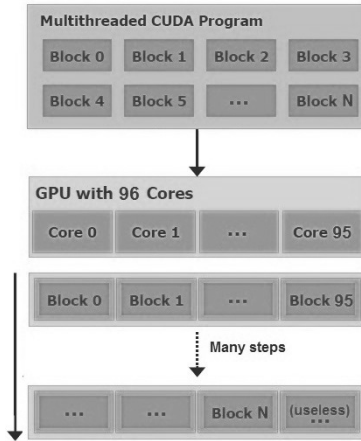 Multithreaded CUDA Program
Block 0 Block 1 Block 2 Block 3
Block 4 Block 5 ... Block N
GPU with 96 Cores
Core 0 Core 1 ... Core 95
Block 0 Block 1 ... Block 95
Many steps
... ... Block N (useless) ...